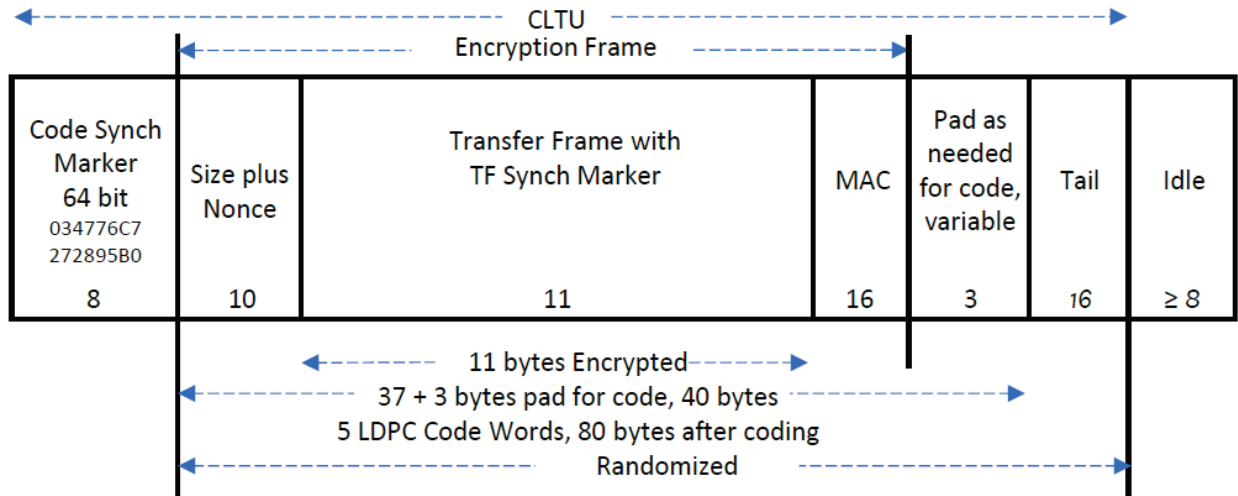 CLTU
Encryption Frame
Code Synch
Marker
64 bit
034776C7
272895B0
8
Size plus
Nonce
10
Transfer Frame with
TF Synch Marker
11
MAC
16
Pad as
needed
for code,
variable
3
Tail
16
Idle
≥ 8
11 bytes Encrypted
37 + 3 bytes pad for code, 40 bytes
5 LDPC Code Words, 80 bytes after coding
Randomized